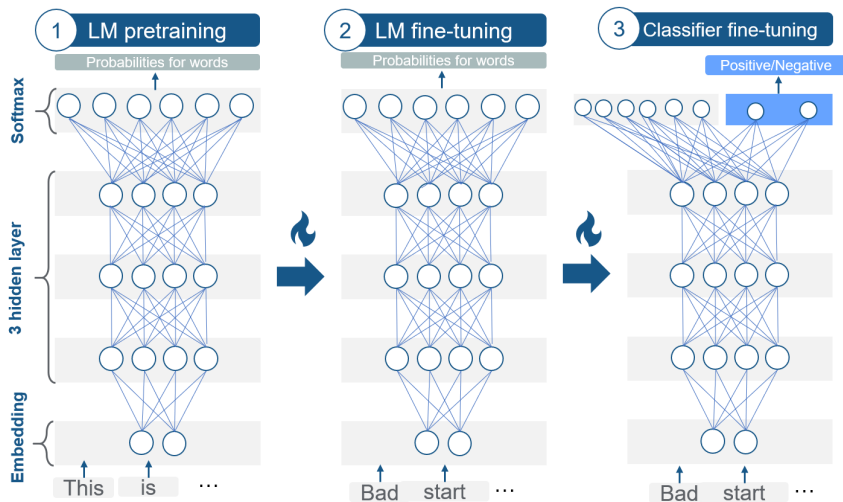 1 LM pretraining
2 LM fine-tuning
3 Classifier fine-tuning
Probabilities for words
Probabilities for words
Positive/Negative
Softmax
3 hidden layer
Embedding
This is ...
Bad start ...
Bad start ...